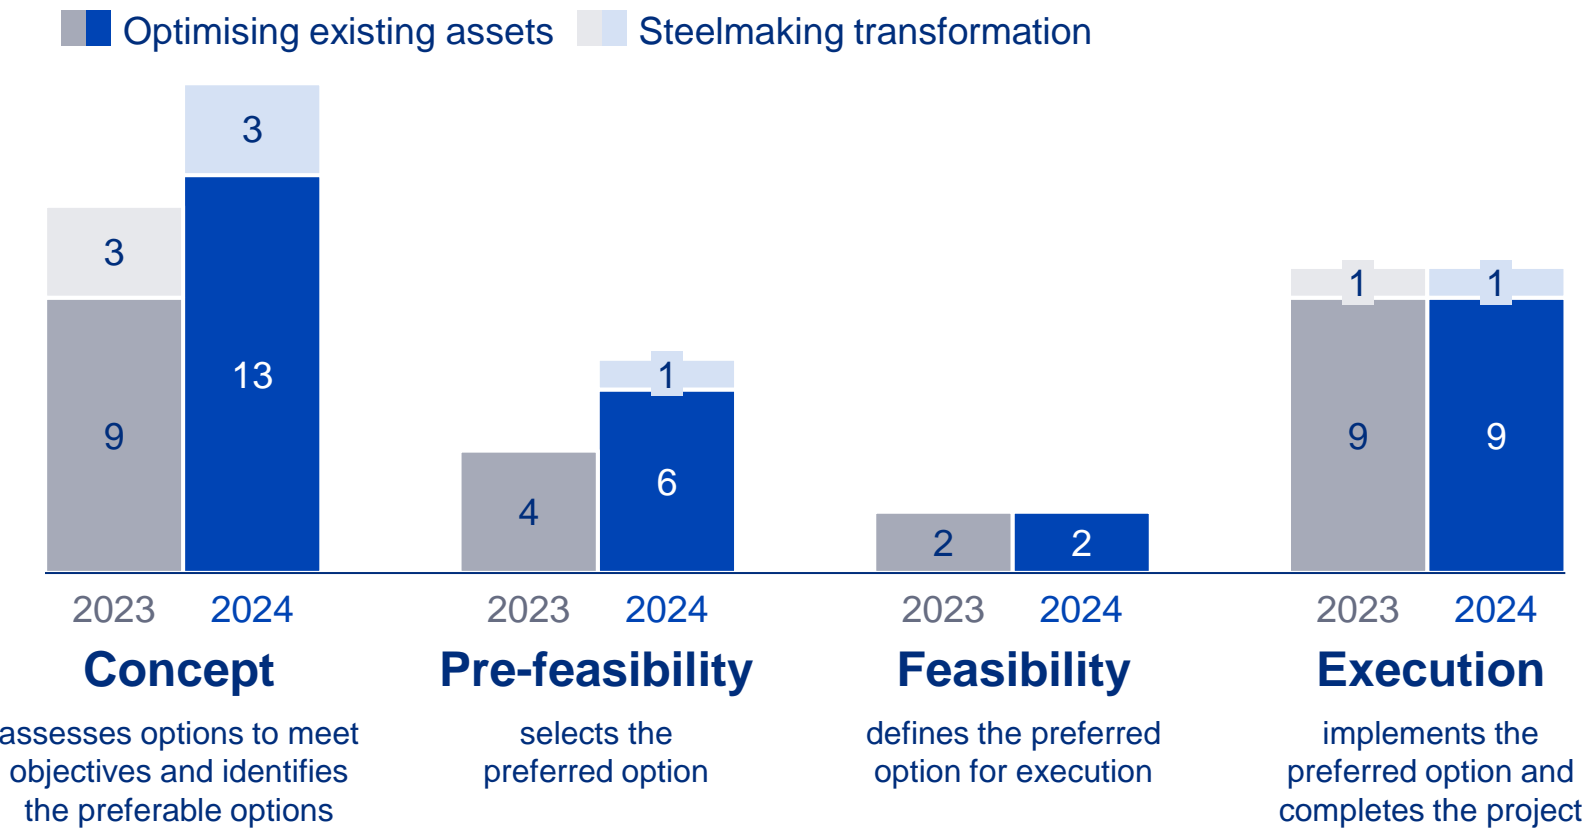 Optimising existing assets
Steelmaking transformation
3
3
9
13
4
1
6
2
2
1
1
9
9
2023
2024
2023
2024
2023
2024
2023
2024
Concept
Pre-feasibility
Feasibility
Execution
assesses options to meet
objectives and identifies
the preferable options
selects the
preferred option
defines the preferred
option for execution
implements the
preferred option and
completes the project